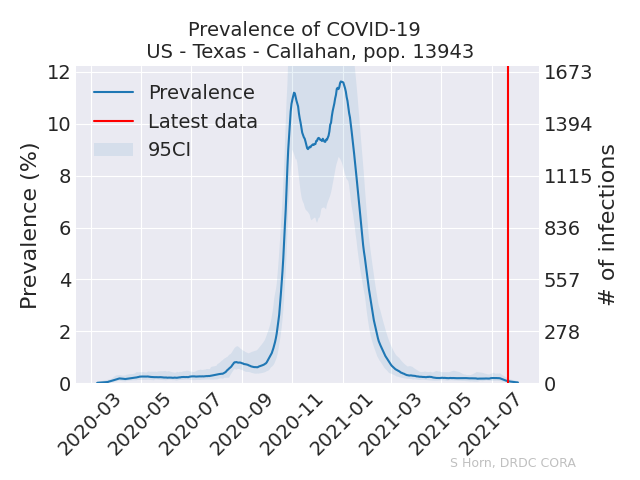 Prevalence of COVID-19
US - Texas - Callahan, pop. 13943
Prevalence
Latest data
95CI
Prevalence (%)
12
10
8
6
4
2
0
1673
1394
1115
836
557
278
0
# of infections
2020-03
2020-05
2020-07
2020-09
2020-11
2021-01
2021-03
2021-05
2021-07
S Horn, DRDC CORA